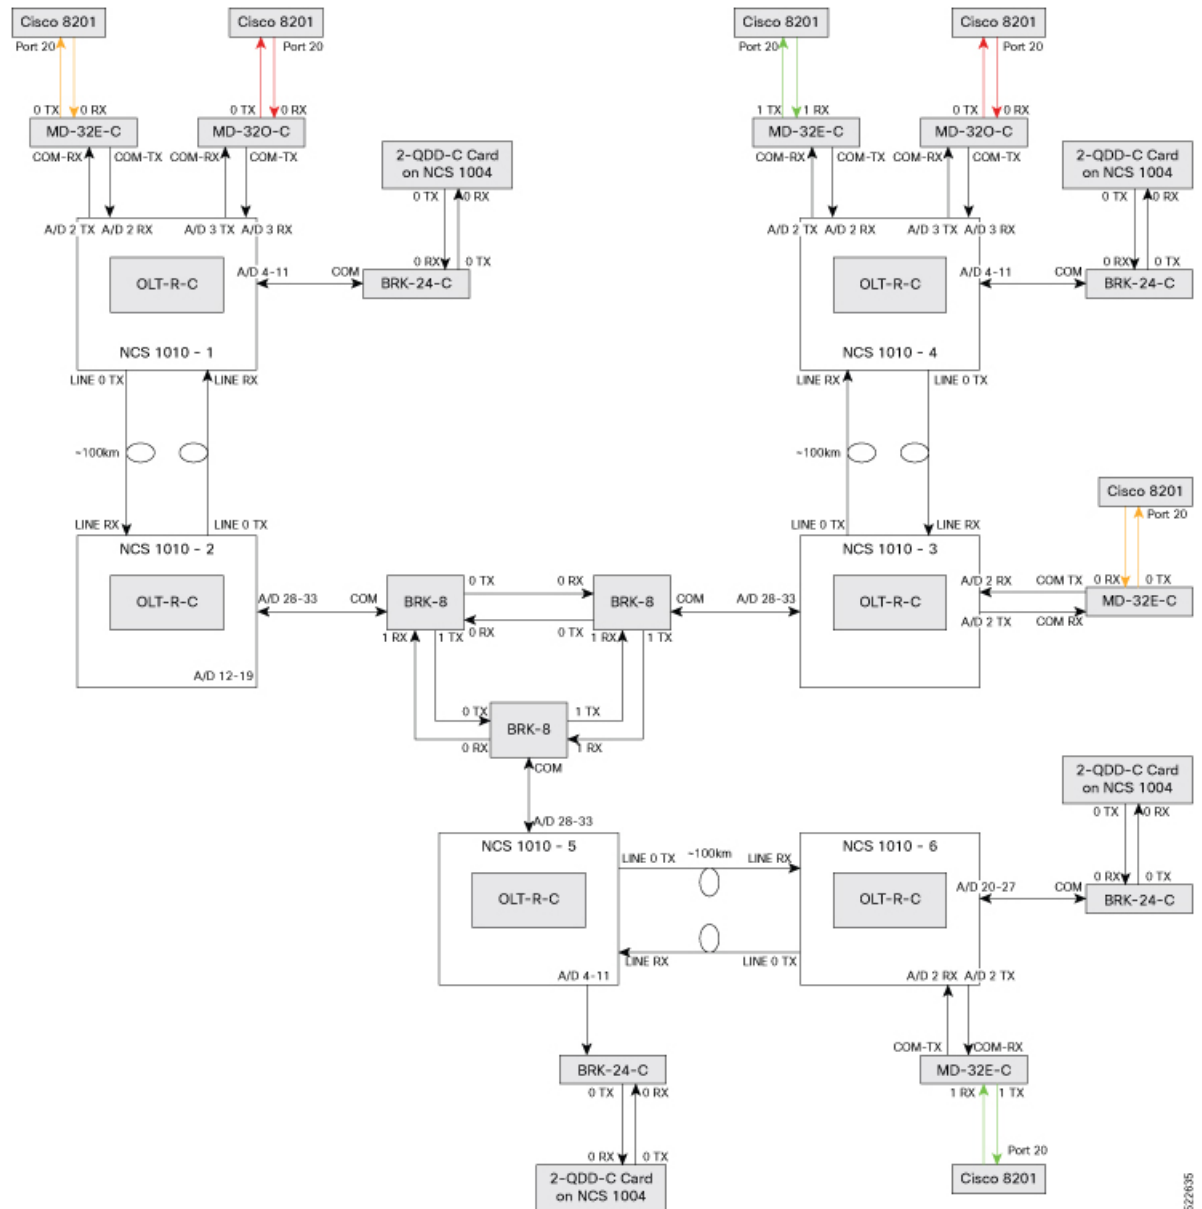 Cisco 8201
Cisco 8201
Cisco 8201
Cisco 8201
Port 20
Port 20
Port 20
Port 20
0 TX
0 RX
0 TX
0 RX
1 TX
1 RX
0 TX
0 RX
MD-32E-C
MD-32O-C
MD-32E-C
MD-32O-C
COM-RX
COM-TX
COM-RX
COM-TX
COM-RX
COM-TX
COM-RX
COM-TX
2-QDD-C Card
on NCS 1004
2-QDD-C Card
on NCS 1004
0 TX
0 RX
0 TX
0 RX
A/D 2 TX
A/D 2 RX
A/D 3 TX
A/D 3 RX
A/D 2 TX
A/D 2 RX
A/D 3 TX
A/D 3 RX
0 RX
0 TX
0 RX
0 TX
A/D 4-11
COM
A/D 4-11
COM
OLT-R-C
BRK-24-C
OLT-R-C
BRK-24-C
NCS 1010 - 1
NCS 1010 - 4
LINE 0 TX
LINE RX
LINE RX
LINE 0 TX
~100km
~100km
Cisco 8201
Port 20
LINE RX
LINE 0 TX
LINE 0 TX
LINE RX
NCS 1010 - 2
NCS 1010 - 3
OLT-R-C
A/D 28-33
COM
BRK-8
0 TX
0 RX
BRK-8
COM
A/D 28-33
OLT-R-C
A/D 2 RX
COM TX
0 RX
0 TX
MD-32E-C
A/D 2 TX
COM RX
1 RX
1 TX
0 RX
0 TX
1 RX
1 TX
A/D 12-19
0 TX
BRK-8
1 TX
0 RX
1 RX
COM
A/D 28-33
2-QDD-C Card
on NCS 1004
0 TX
0 RX
NCS 1010 - 5
NCS 1010 - 6
LINE 0 TX
~100km
LINE RX
OLT-R-C
OLT-R-C
A/D 20-27
COM
0 RX
0 TX
BRK-24-C
LINE RX
LINE 0 TX
A/D 4-11
A/D 2 RX
A/D 2 TX
COM-TX
COM-RX
BRK-24-C
MD-32E-C
0 TX
0 RX
1 RX
1 TX
0 RX
0 TX
Port 20
2-QDD-C Card
on NCS 1004
Cisco 8201
522635